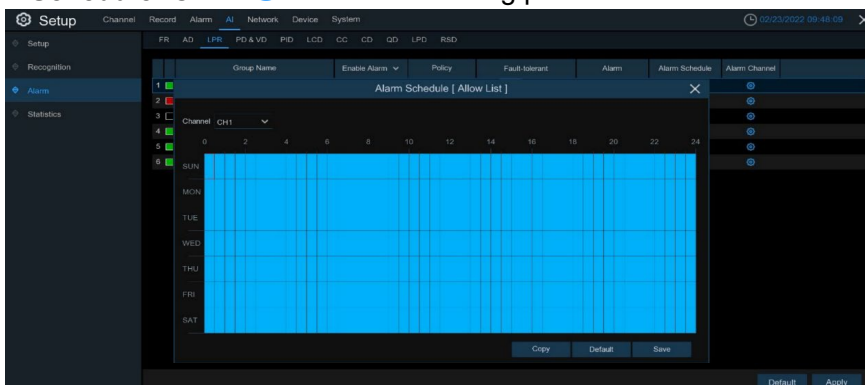 Setup Channel Record Alarm AI Network Device System 02/23/2022 09:48:09
FR AD LPR PD & VD PID LCD CC CD QD LPD RSD
Setup
Recognition
Alarm
Statistics
Group Name Enable Alarm Policy Fault-tolerant Alarm Alarm Schedule Alarm Channel
1
2
3
4
5
6
Alarm Schedule [ Allow List ]
Channel CH1
0 2 4 6 8 10 12 14 16 18 20 22 24
SUN
MON
TUE
WED
THU
FRI
SAT
Copy Default Save
Default Apply